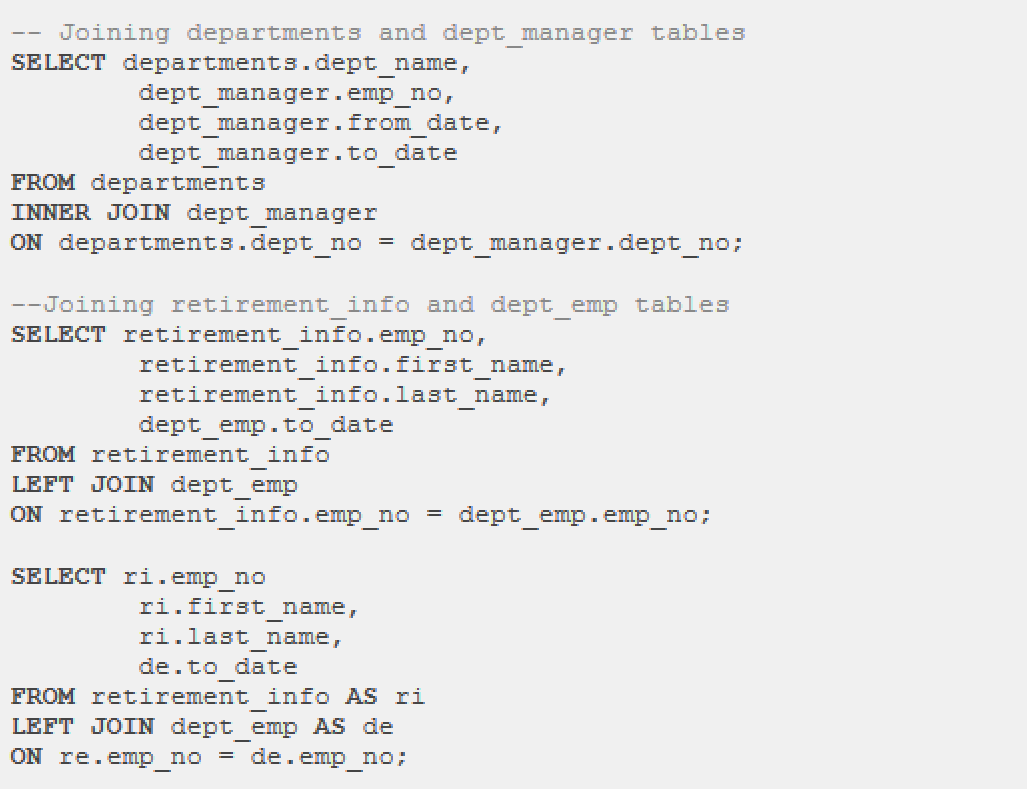 -- Joining departments and dept_manager tables
SELECT departments.dept_name,
dept_manager.emp_no,
dept_manager.from_date,
dept_manager.to_date
FROM departments
INNER JOIN dept_manager
ON departments.dept_no = dept_manager.dept_no;
--Joining retirement_info and dept_emp tables
SELECT retirement_info.emp_no,
retirement_info.first_name,
retirement_info.last_name,
dept_emp.to_date
FROM retirement_info
LEFT JOIN dept_emp
ON retirement_info.emp_no = dept_emp.emp_no;
SELECT ri.emp_no
ri.first_name,
ri.last_name,
de.to_date
FROM retirement_info AS ri
LEFT JOIN dept_emp AS de
ON re.emp_no = de.emp_no;